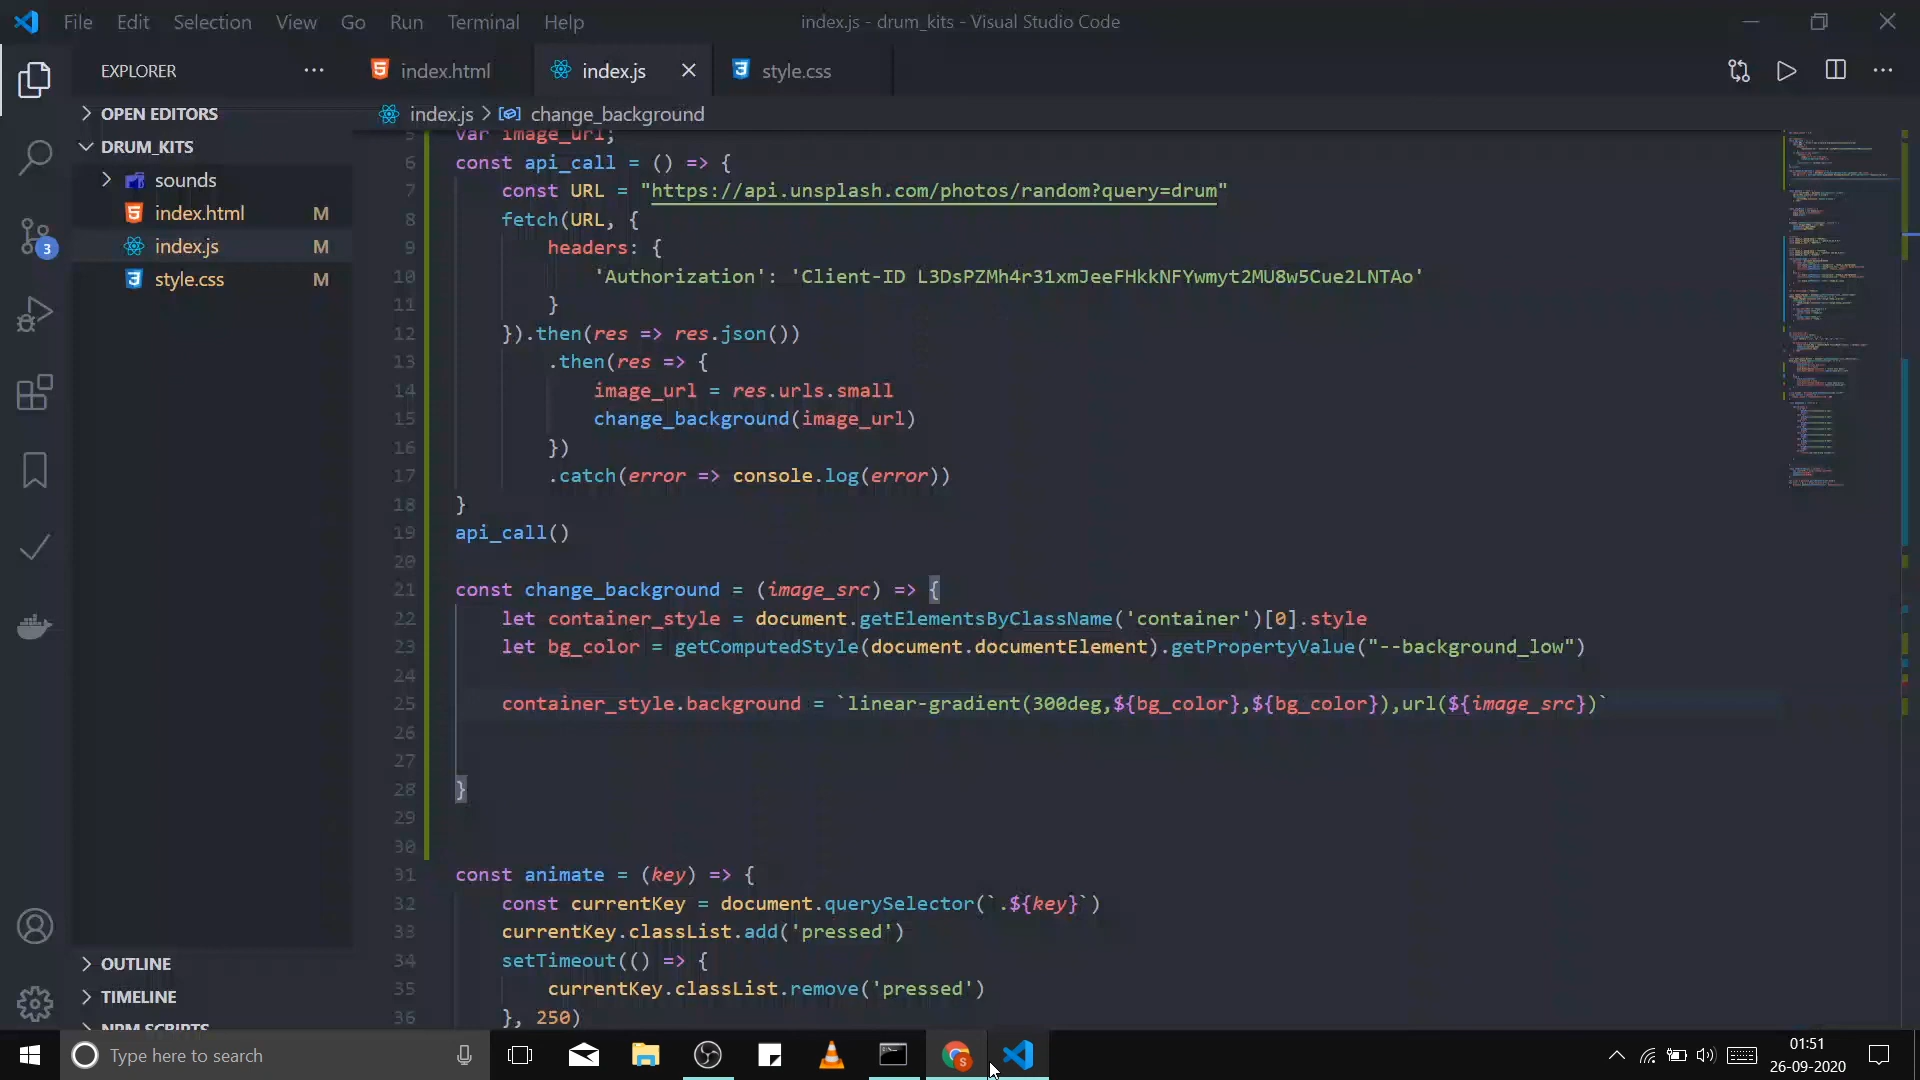 File Edit Selection View Go Run Terminal Help
index.js - drum_kits - Visual Studio Code
EXPLORER
index.html
index.js
style.css
OPEN EDITORS
index.js > change_background
DRUM_KITS
sounds
index.html M
index.js M
style.css M
3
5 var image_url;
6 const api_call = () => {
7 const URL = "https://api.unsplash.com/photos/random?query=drum"
8 fetch(URL, {
9 headers: {
10 'Authorization': 'Client-ID L3DsPZMh4r31xmJeeFHkkNFYwmyt2MU8w5Cue2LNTAo'
11 }
12 }).then(res => res.json())
13 .then(res => {
14 image_url = res.urls.small
15 change_background(image_url)
16 })
17 .catch(error => console.log(error))
18 }
19 api_call()
20
21 const change_background = (image_src) => {
22 let container_style = document.getElementsByClassName('container')[0].style
23 let bg_color = getComputedStyle(document.documentElement).getPropertyValue("--background_low")
24
25 container_style.background = `linear-gradient(300deg,${bg_color},${bg_color}),url(${image_src})`
26
27
28 }
29
30
31 const animate = (key) => {
32 const currentKey = document.querySelector(`.${key}`)
33 currentKey.classList.add('pressed')
34 setTimeout(() => {
35 currentKey.classList.remove('pressed')
36 }, 250)
OUTLINE
TIMELINE
NPM SCRIPTS
Type here to search
S
01:51
26-09-2020